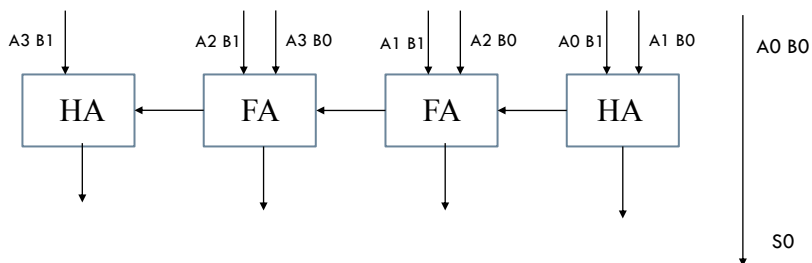 A3 B1
A2 B1
A3 B0
A1 B1
A2 B0
A0 B1
A1 B0
A0 B0
HA
FA
FA
HA
S0